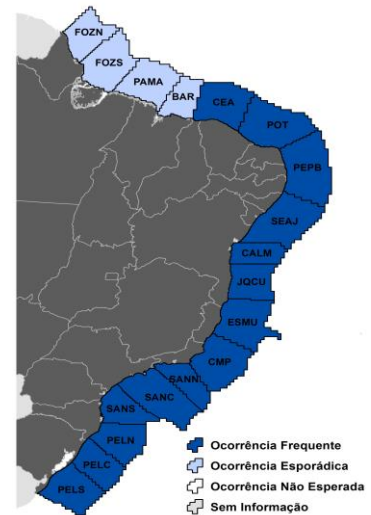 FOZN
FOZS
PAMA
BAR
CEA
POT
PEPB
SEAJ
CALM
JQCU
ESMU
CMP
SANN
SANC
SANS
PELN
PELC
PELS
Ocorrência Frequente
Ocorrência Esporádica
Ocorrência Não Esperada
Sem Informação